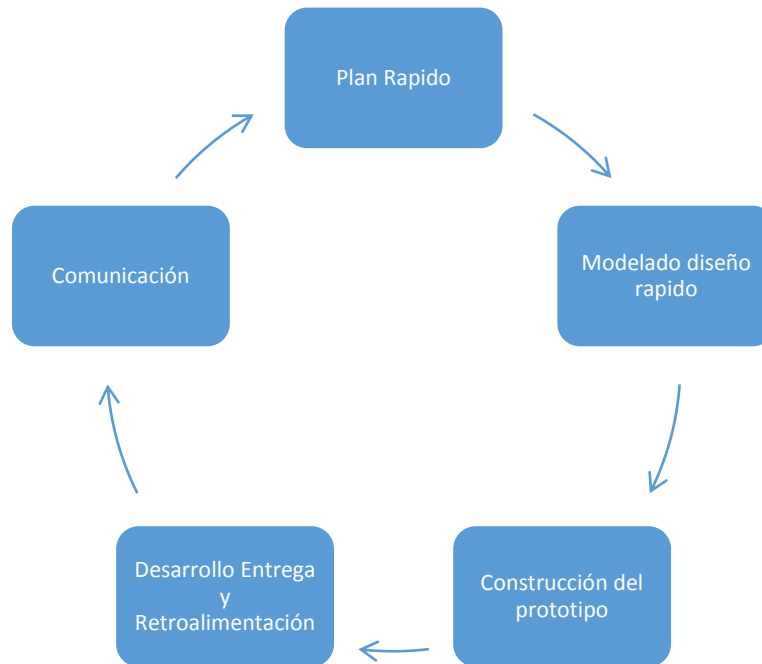 Plan Rapido
Modelado diseño
rapido
Construcción del
prototipo
Desarrollo Entrega
y
Retroalimentación
Comunicación